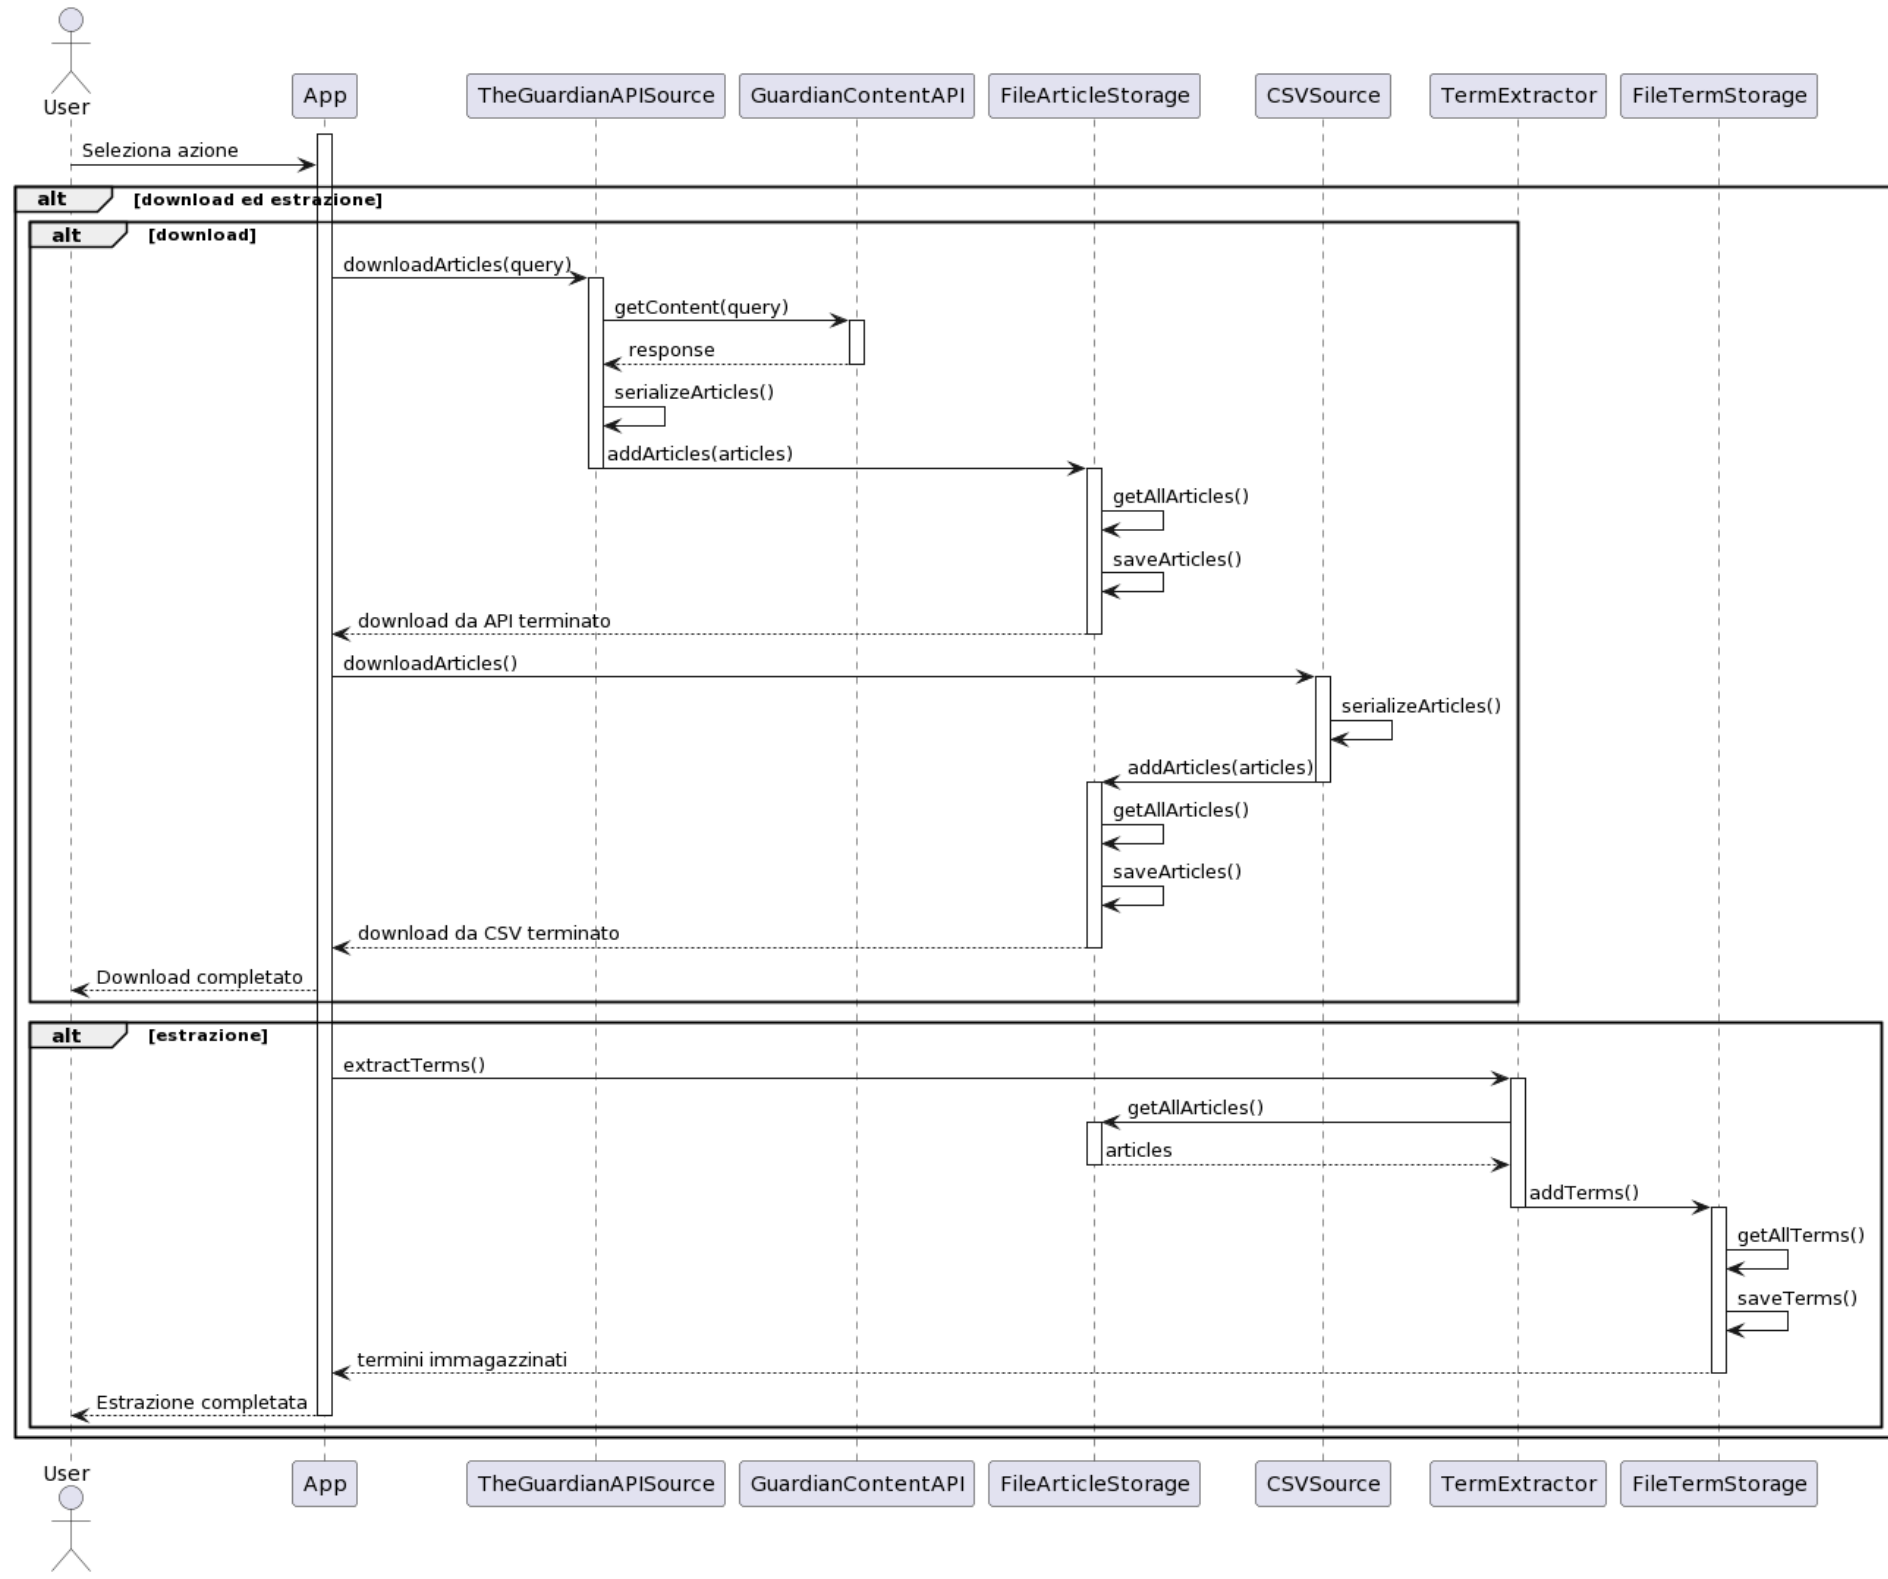 User
App
TheGuardianAPISource
GuardianContentAPI
FileArticleStorage
CSVSource
TermExtractor
FileTermStorage
Seleziona azione
alt [download ed estrazione]
alt [download]
downloadArticles(query)
getContent(query)
response
serializeArticles()
addArticles(articles)
getAllArticles()
saveArticles()
download da API terminato
downloadArticles()
serializeArticles()
addArticles(articles)
getAllArticles()
saveArticles()
download da CSV terminato
Download completato
alt [estrazione]
extractTerms()
getAllArticles()
articles
addTerms()
getAllTerms()
saveTerms()
termini immagazzinati
Estrazione completata
User
App
TheGuardianAPISource
GuardianContentAPI
FileArticleStorage
CSVSource
TermExtractor
FileTermStorage